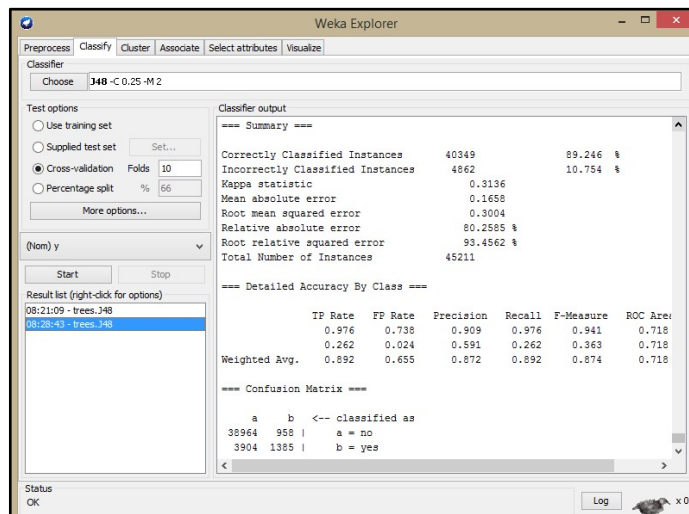 Weka Explorer
Preprocess Classify Cluster Associate Select attributes Visualize
Classifier
Choose J48 -C 0.25 -M 2
Test options
Use training set
Supplied test set Set...
Cross-validation Folds 10
Percentage split % 66
More options...
(Nom) y
Start Stop
Result list (right-click for options)
08:21:09 - trees.J48
08:28:43 - trees.J48
Classifier output
=== Summary ===
Correctly Classified Instances 40349 89.246 %
Incorrectly Classified Instances 4862 10.754 %
Kappa statistic 0.3136
Mean absolute error 0.1658
Root mean squared error 0.3004
Relative absolute error 80.2585 %
Root relative squared error 93.4562 %
Total Number of Instances 45211
=== Detailed Accuracy By Class ===
TP Rate FP Rate Precision Recall F-Measure ROC Area
0.976 0.738 0.909 0.976 0.941 0.718
0.262 0.024 0.591 0.262 0.363 0.718
Weighted Avg. 0.892 0.655 0.872 0.892 0.874 0.718
=== Confusion Matrix ===
a b <-- classified as
38964 958 | a = no
3904 1385 | b = yes
Status
OK
Log
x 0